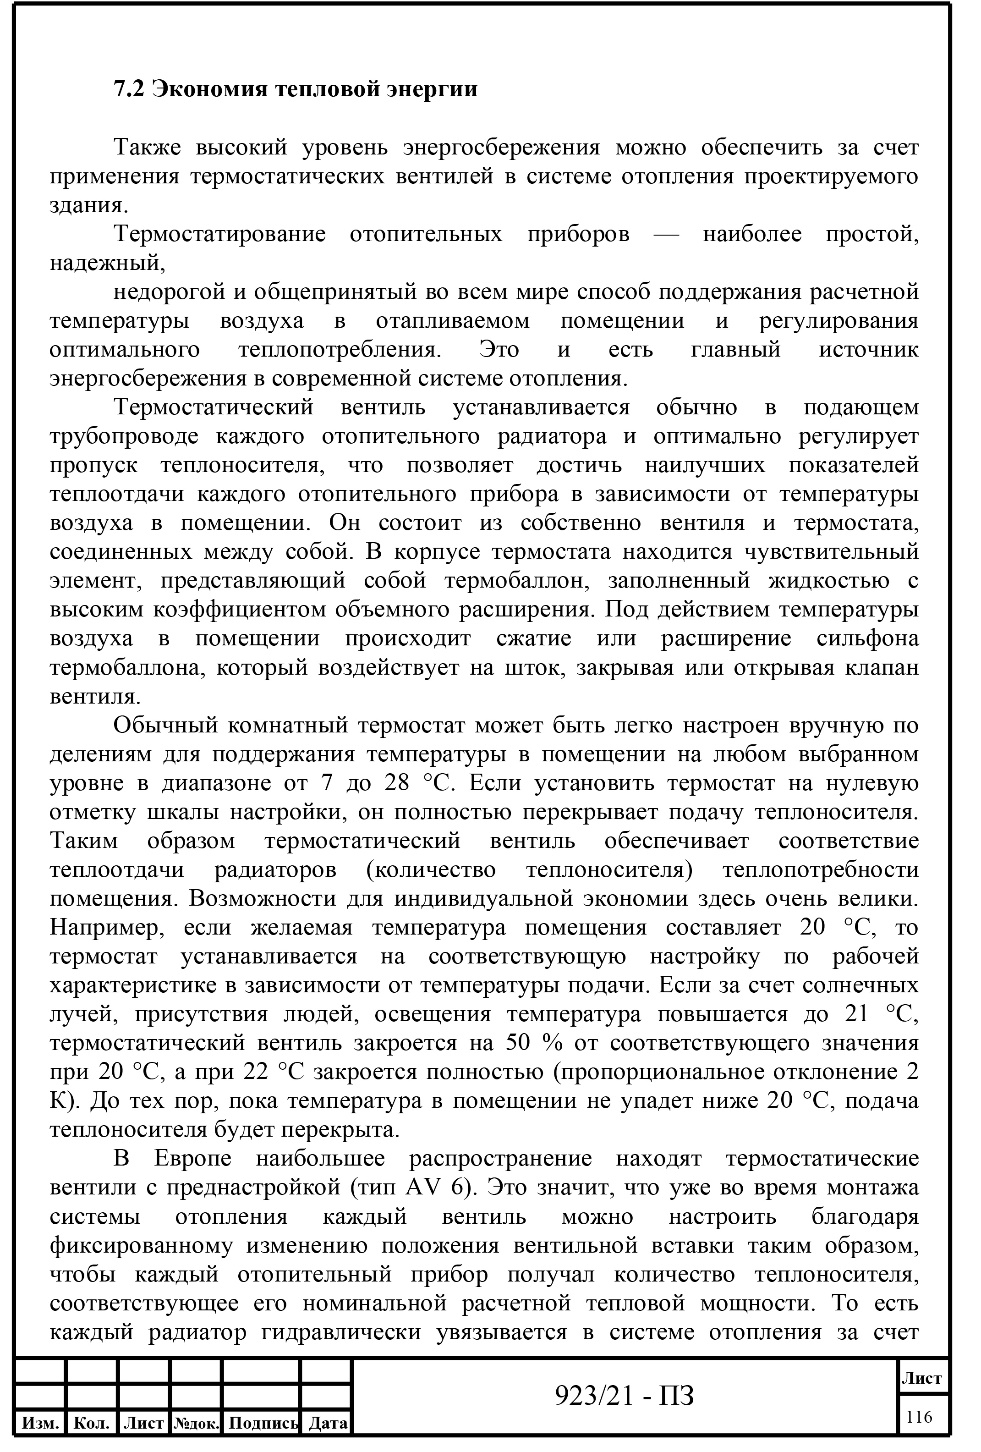 7.2 Экономия тепловой энергии
Также высокий уровень энергосбережения можно обеспечить за счет
применения термостатических вентилей в системе отопления проектируемого
здания.
Термостатирование отопительных приборов — наиболее простой,
надежный,
недорогой и общепринятый во всем мире способ поддержания расчетной
температуры воздуха в отапливаемом помещении и регулирования
оптимального теплопотребления. Это и есть главный источник
энергосбережения в современной системе отопления.
Термостатический вентиль устанавливается обычно в подающем
трубопроводе каждого отопительного радиатора и оптимально регулирует
пропуск теплоносителя, что позволяет достичь наилучших показателей
теплоотдачи каждого отопительного прибора в зависимости от температуры
воздуха в помещении. Он состоит из собственно вентиля и термостата,
соединенных между собой. В корпусе термостата находится чувствительный
элемент, представляющий собой термобаллон, заполненный жидкостью с
высоким коэффициентом объемного расширения. Под действием температуры
воздуха в помещении происходит сжатие или расширение сильфона
термобаллона, который воздействует на шток, закрывая или открывая клапан
вентиля.
Обычный комнатный термостат может быть легко настроен вручную по
делениям для поддержания температуры в помещении на любом выбранном
уровне в диапазоне от 7 до 28 °С. Если установить термостат на нулевую
отметку шкалы настройки, он полностью перекрывает подачу теплоносителя.
Таким образом термостатический вентиль обеспечивает соответствие
теплоотдачи радиаторов (количество теплоносителя) теплопотребности
помещения. Возможности для индивидуальной экономии здесь очень велики.
Например, если желаемая температура помещения составляет 20 °С, то
термостат устанавливается на соответствующую настройку по рабочей
характеристике в зависимости от температуры подачи. Если за счет солнечных
лучей, присутствия людей, освещения температура повышается до 21 °С,
термостатический вентиль закроется на 50 % от соответствующего значения
при 20 °С, а при 22 °С закроется полностью (пропорциональное отклонение 2
К). До тех пор, пока температура в помещении не упадет ниже 20 °С, подача
теплоносителя будет перекрыта.
В Европе наибольшее распространение находят термостатические
вентили с преднастройкой (тип AV 6). Это значит, что уже во время монтажа
системы отопления каждый вентиль можно настроить благодаря
фиксированному изменению положения вентильной вставки таким образом,
чтобы каждый отопительный прибор получал количество теплоносителя,
соответствующее его номинальной расчетной тепловой мощности. То есть
каждый радиатор гидравлически увязывается в системе отопления за счет
Изм. Кол. Лист №док. Подпись Дата
923/21 - ПЗ
Лист
116